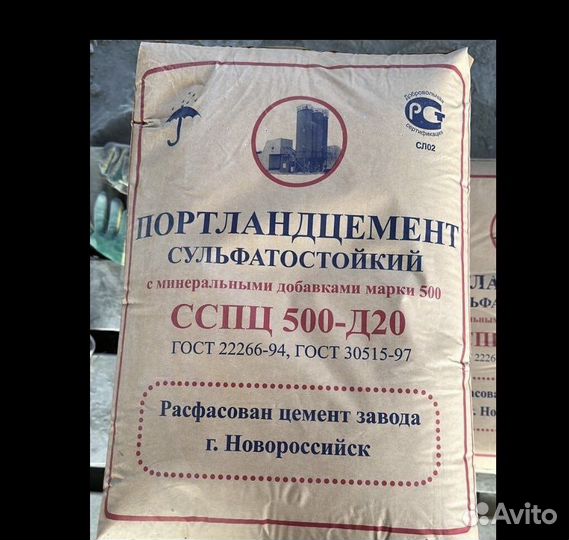 Добровольная
РСТ
сертификация
СЛ02
ПОРТЛАНДЦЕМЕНТ
СУЛЬФАТОСТОЙКИЙ
с минеральными добавками марки 500
ССПЦ 500-Д20
ГОСТ 22266-94, ГОСТ 30515-97
Расфасован цемент завода
г. Новороссийск
Avito